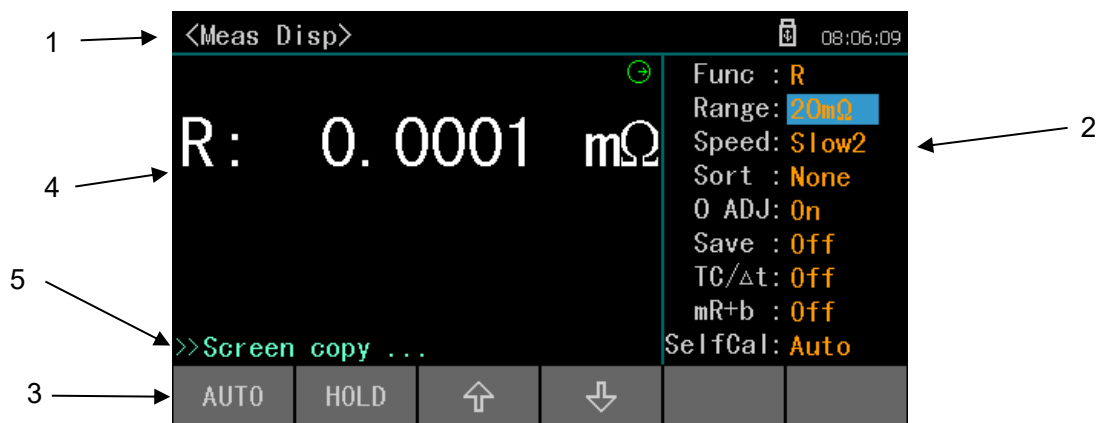 1
<Meas Disp>
08:06:09
R: 0.0001 mΩ
Func : R
Range: 20mΩ
Speed: Slow2
Sort : None
O ADJ: On
Save : Off
TC/△t: Off
mR+b : Off
SelfCal: Auto
2
4
5
>>Screen copy ...
3
AUTO HOLD